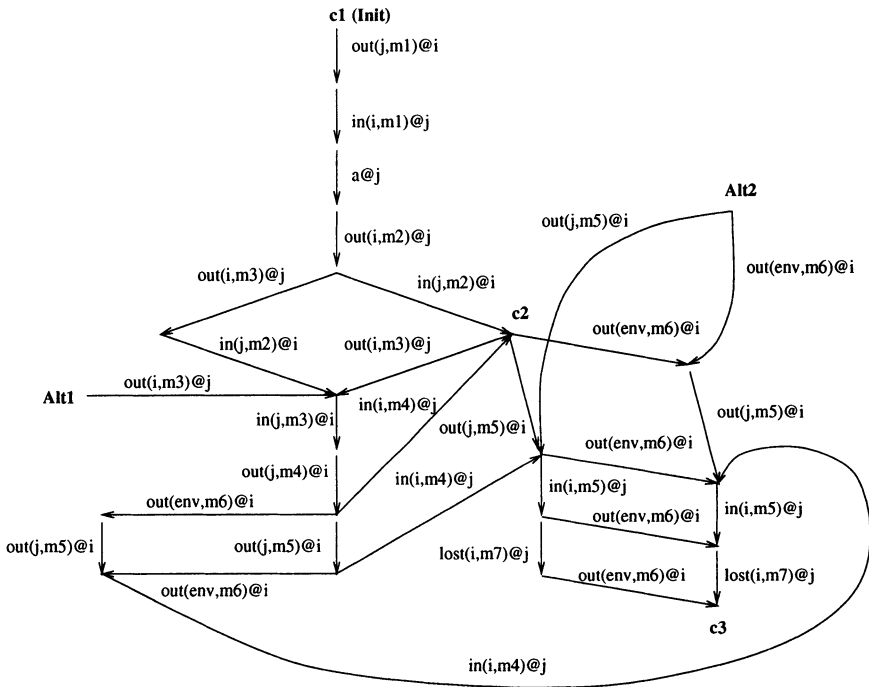 c1 (Init)
out(j,m1)@i
in(i,m1)@j
a@j
Alt2
out(j,m5)@i
out(i,m2)@j
out(env,m6)@i
out(i,m3)@j
in(j,m2)@i
c2
out(env,m6)@i
in(j,m2)@i
out(i,m3)@j
out(i,m3)@j
Alt1
in(i,m4)@j
out(j,m5)@i
in(j,m3)@i
out(j,m5)@i
out(env,m6)@i
out(j,m4)@i
in(i,m4)@j
in(i,m5)@j
out(env,m6)@i
in(i,m5)@j
out(env,m6)@i
out(j,m5)@i
out(j,m5)@i
lost(i,m7)@j
out(env,m6)@i
lost(i,m7)@j
out(env,m6)@i
c3
in(i,m4)@j